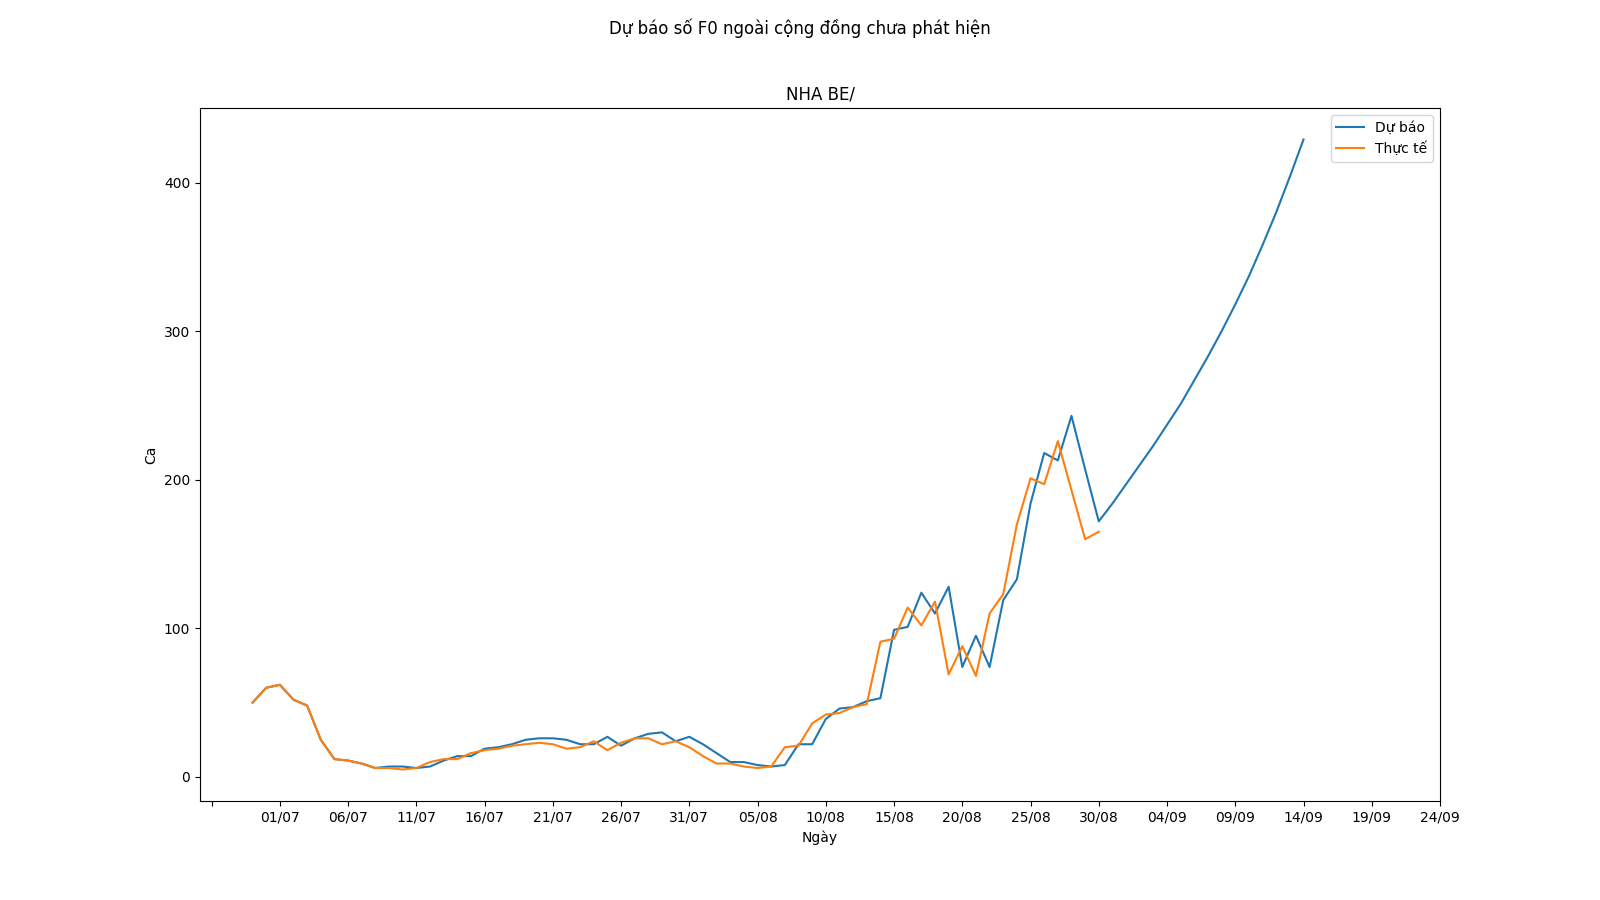 Dự báo số F0 ngoài cộng đồng chưa phát hiện
NHA BE/
Dự báo
Thực tế
400
300
200
100
0
Ca
01/07 06/07 11/07 16/07 21/07 26/07 31/07 05/08 10/08 15/08 20/08 25/08 30/08 04/09 09/09 14/09 19/09 24/09
Ngày